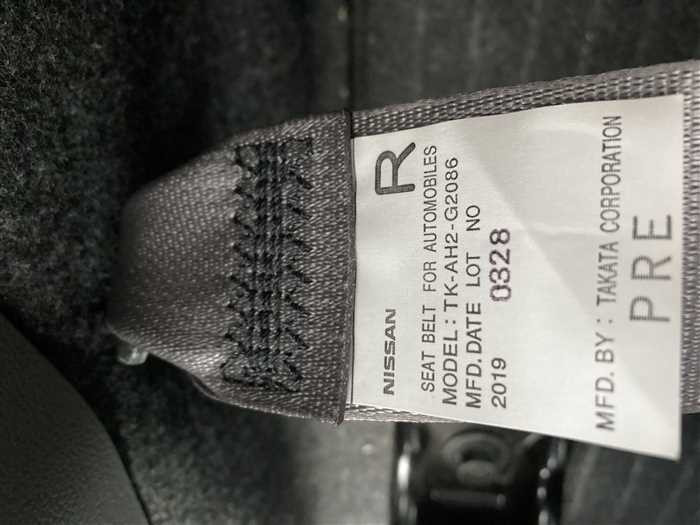 NISSAN R
SEAT BELT FOR AUTOMOBILES
MODEL : TK-AH2-G2086
MFD. DATE LOT NO
2019 0328
MFD. BY : TAKATA CORPORATION
PRE